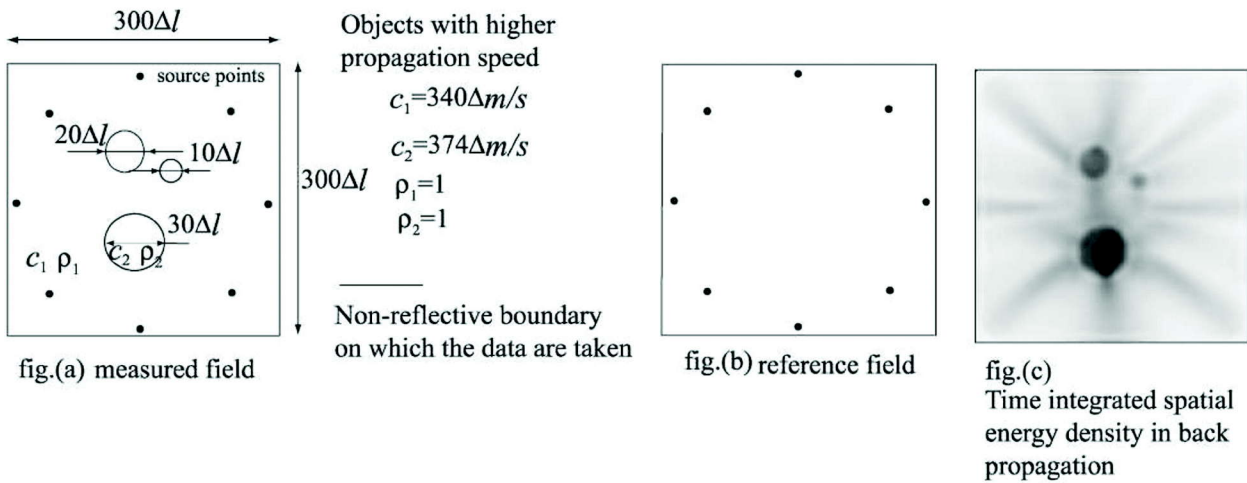 300Δl
source points
20Δl
10Δl
300Δl
30Δl
c₁ ρ₁
c₂ ρ₂
fig.(a) measured field
Objects with higher
propagation speed
c₁=340Δm/s
c₂=374Δm/s
ρ₁=1
ρ₂=1
Non-reflective boundary
on which the data are taken
fig.(b) reference field
fig.(c)
Time integrated spatial
energy density in back
propagation